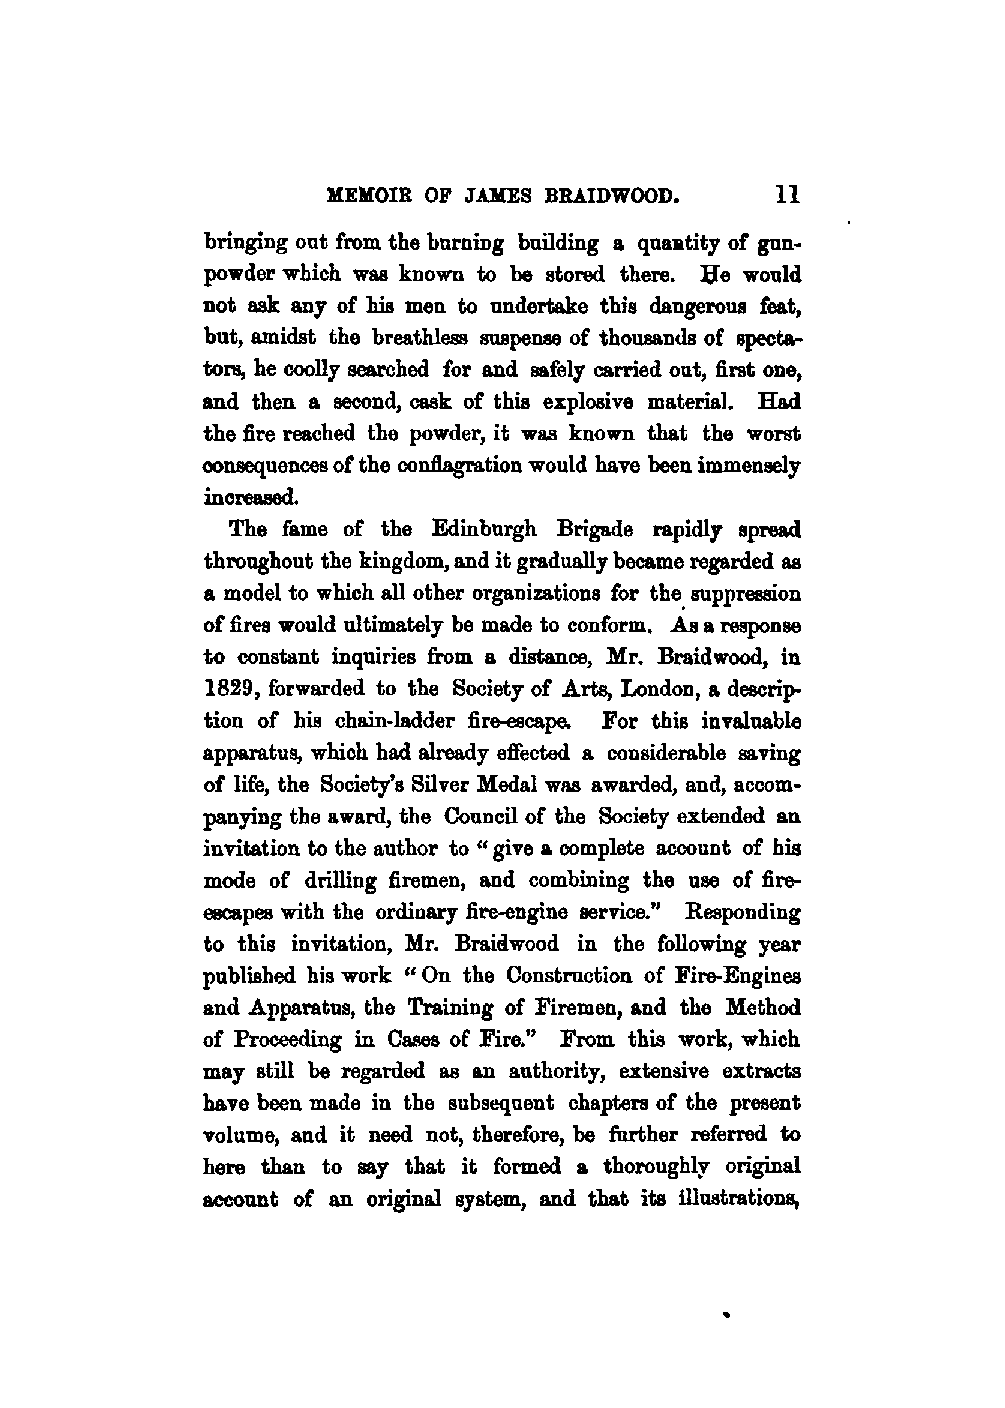 MEMOIR OF JAMES BRAIDWOOD. 11
bringing out from the burning building a quantity of gun-
powder which was known to be stored there. He would
not ask any of his men to undertake this dangerous feat,
but, amidst the breathless suspense of thousands of specta-
tors, he coolly searched for and safely carried out, first one,
and then a second, cask of this explosive material. Had
the fire reached the powder, it was known that the worst
consequences of the conflagration would have been immensely
increased.
The fame of the Edinburgh Brigade rapidly spread
throughout the kingdom, and it gradually became regarded as
a model to which all other organizations for the suppression
of fires would ultimately be made to conform. As a response
to constant inquiries from a distance, Mr. Braidwood, in
1829, forwarded to the Society of Arts, London, a descrip-
tion of his chain-ladder fire-escape. For this invaluable
apparatus, which had already effected a considerable saving
of life, the Society's Silver Medal was awarded, and, accom-
panying the award, the Council of the Society extended an
invitation to the author to "give a complete account of his
mode of drilling firemen, and combining the use of fire-
escapes with the ordinary fire-engine service." Responding
to this invitation, Mr. Braidwood in the following year
published his work "On the Construction of Fire-Engines
and Apparatus, the Training of Firemen, and the Method
of Proceeding in Cases of Fire." From this work, which
may still be regarded as an authority, extensive extracts
have been made in the subsequent chapters of the present
volume, and it need not, therefore, be further referred to
here than to say that it formed a thoroughly original
account of an original system, and that its illustrations,